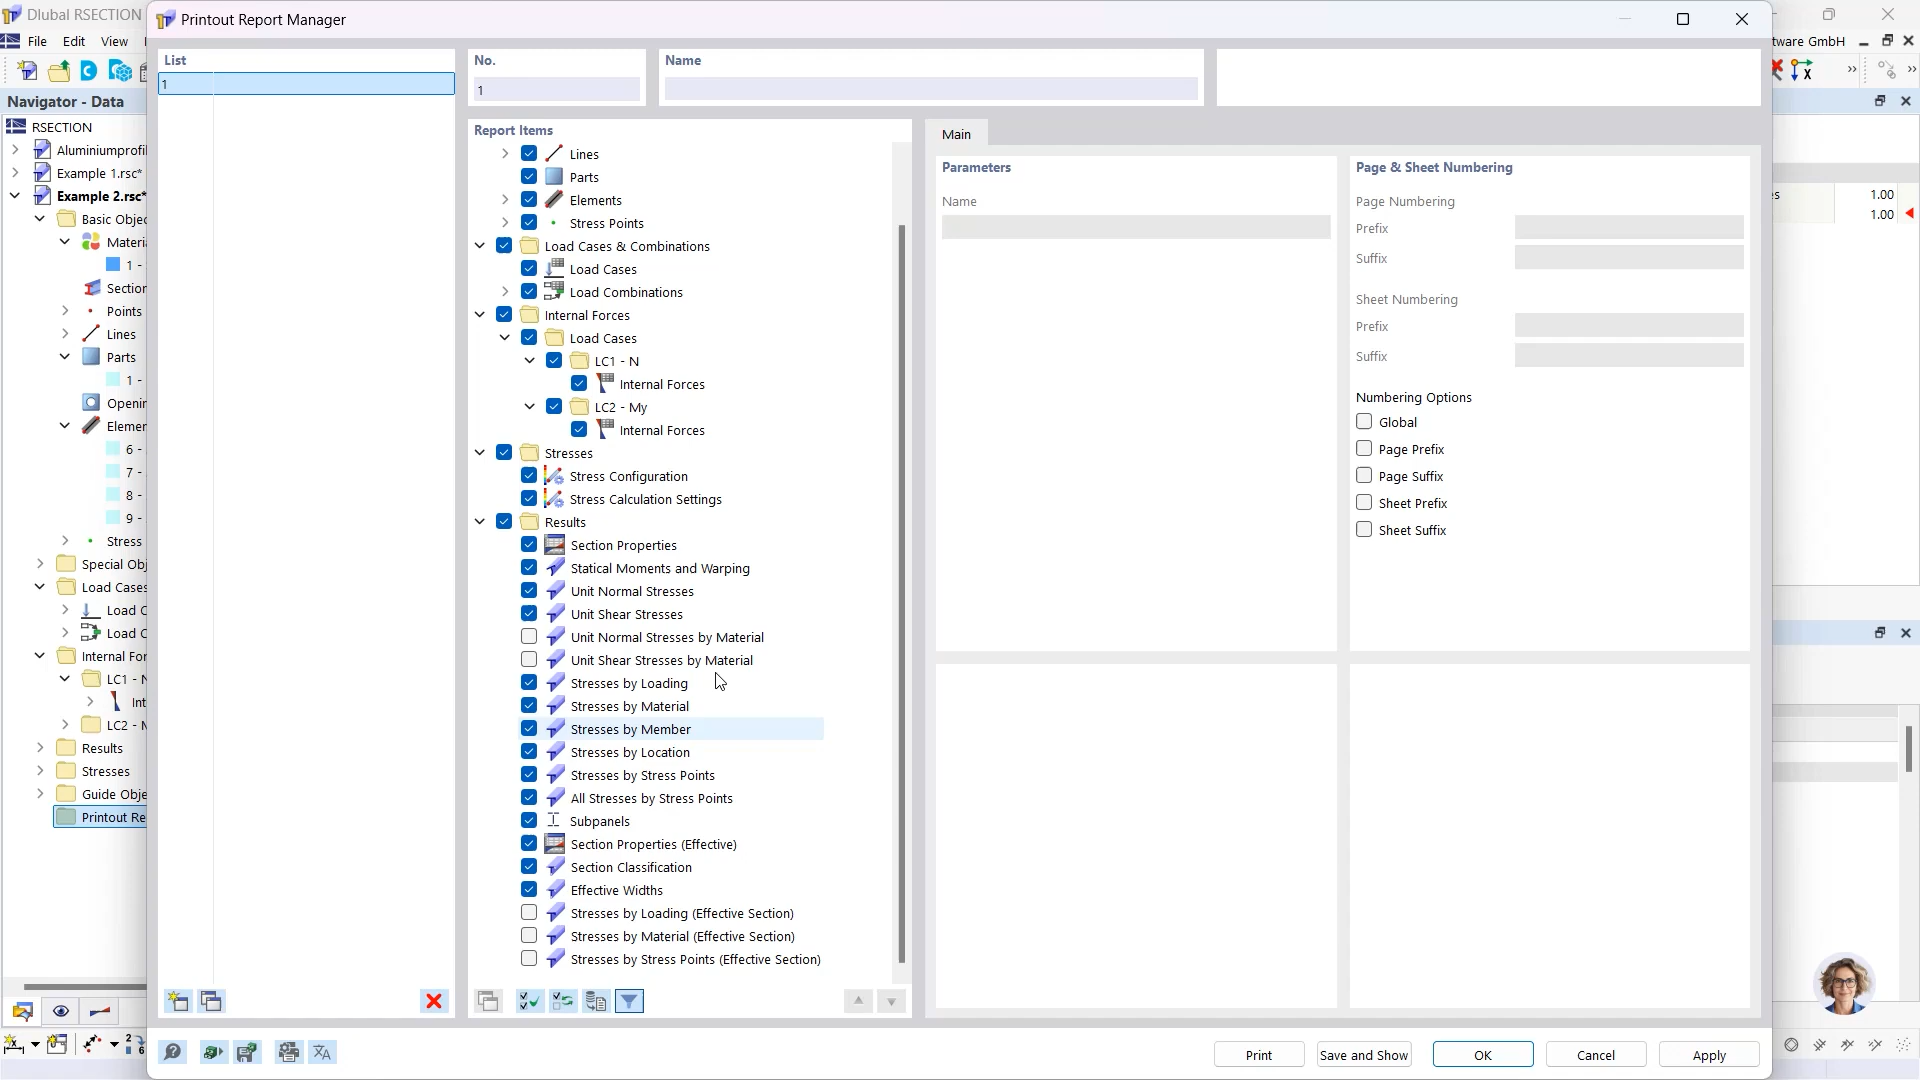 Dlubal RSECTION
Printout Report Manager
File Edit View
tware GmbH
List
No.
Name
1
1
Navigator - Data
Report Items
Main
RSECTION
Aluminiumprofil
Example 1.rsc*
Example 2.rsc*
Basic Objec
Materi
1 -
Section
Points
Lines
Parts
1 -
Openin
Elemen
6 -
7 -
8 -
9 -
Stress
Special Obj
Load Cases
Load C
Load C
Internal For
LC1 - N
Int
LC2 - M
Results
Stresses
Guide Obje
Printout Re
Lines
Parts
Elements
Stress Points
Load Cases & Combinations
Load Cases
Load Combinations
Internal Forces
Load Cases
LC1 - N
Internal Forces
LC2 - My
Internal Forces
Stresses
Stress Configuration
Stress Calculation Settings
Results
Section Properties
Statical Moments and Warping
Unit Normal Stresses
Unit Shear Stresses
Unit Normal Stresses by Material
Unit Shear Stresses by Material
Stresses by Loading
Stresses by Material
Stresses by Member
Stresses by Location
Stresses by Stress Points
All Stresses by Stress Points
Subpanels
Section Properties (Effective)
Section Classification
Effective Widths
Stresses by Loading (Effective Section)
Stresses by Material (Effective Section)
Stresses by Stress Points (Effective Section)
Parameters
Name
Page & Sheet Numbering
Page Numbering
Prefix
Suffix
Sheet Numbering
Prefix
Suffix
Numbering Options
Global
Page Prefix
Page Suffix
Sheet Prefix
Sheet Suffix
1.00
1.00
Print
Save and Show
OK
Cancel
Apply